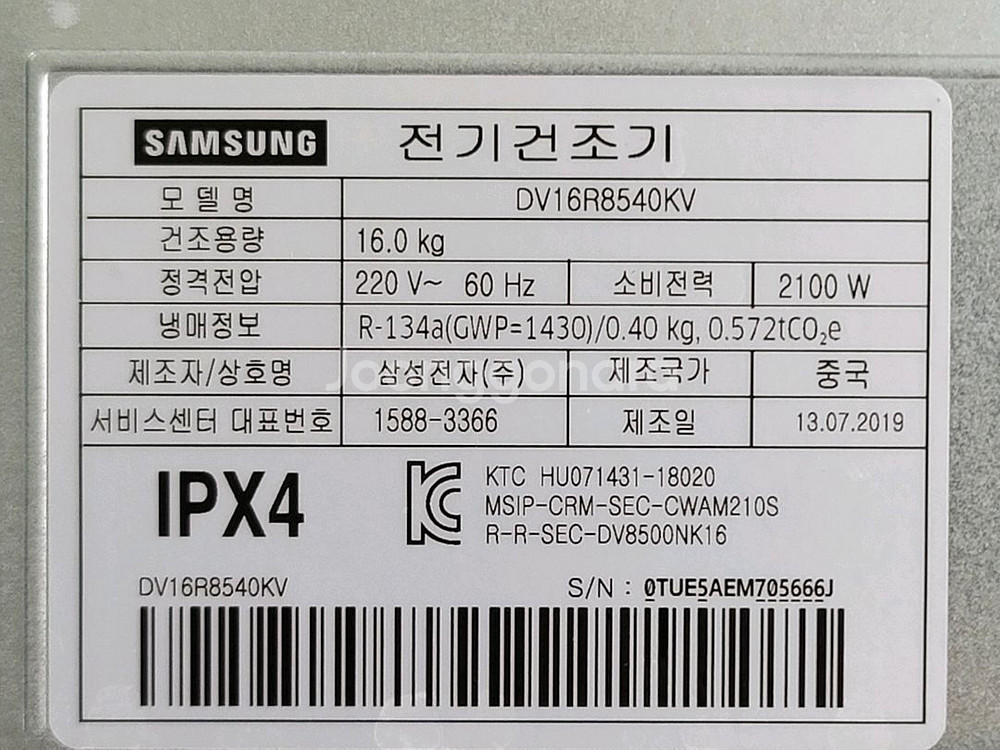 SAMSUNG 전기건조기
모 델 명 DV16R8540KV
건조용량 16.0 kg
정격전압 220 V~ 60 Hz 소비전력 2100 W
냉매정보 R-134a(GWP=1430)/0.40 kg, 0.572tCO₂e
제조자/상호명 삼성전자(주) 제조국가 중국
서비스센터 대표번호 1588-3366 제조일 13.07.2019
IPX4
KTC HU071431-18020
MSIP-CRM-SEC-CWAM210S
R-R-SEC-DV8500NK16
DV16R8540KV S/N : 0TUE5AEM705666J